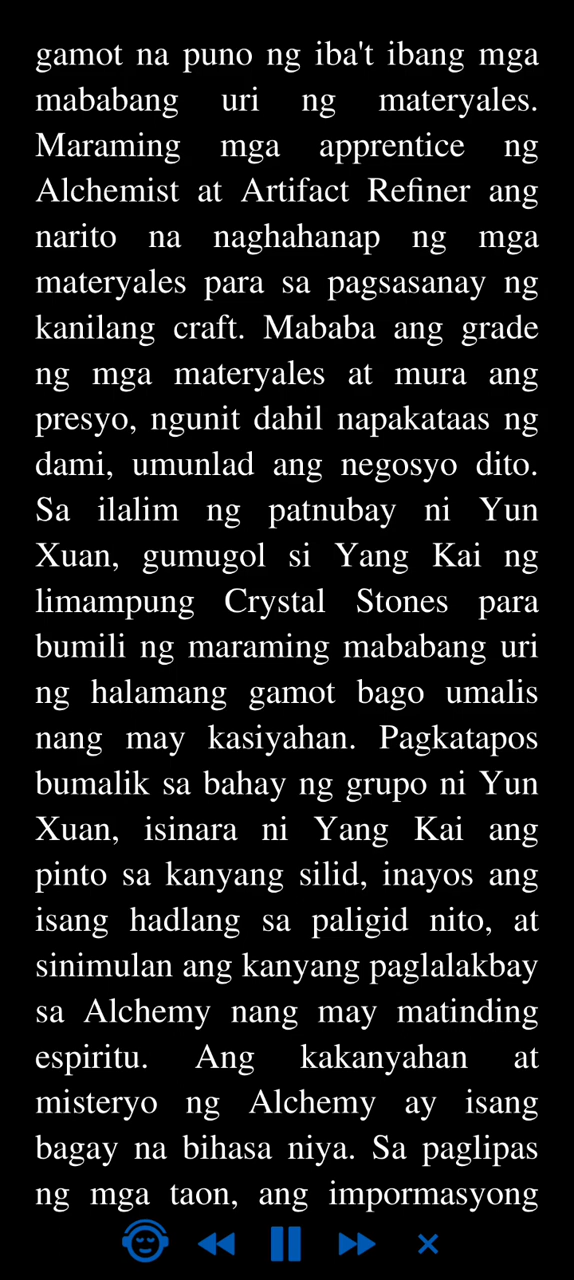 gamot na puno ng iba't ibang mga
mababang uri ng materyales.
Maraming mga apprentice ng
Alchemist at Artifact Refiner ang
narito na naghahanap ng mga
materyales para sa pagsasanay ng
kanilang craft. Mababa ang grade
ng mga materyales at mura ang
presyo, ngunit dahil napakataas ng
dami, umunlad ang negosyo dito.
Sa ilalim ng patnubay ni Yun
Xuan, gumugol si Yang Kai ng
limampung Crystal Stones para
bumili ng maraming mababang uri
ng halamang gamot bago umalis
nang may kasiyahan. Pagkatapos
bumalik sa bahay ng grupo ni Yun
Xuan, isinara ni Yang Kai ang
pinto sa kanyang silid, inayos ang
isang hadlang sa paligid nito, at
sinimulan ang kanyang paglalakbay
sa Alchemy nang may matinding
espiritu. Ang kakanyahan at
misteryo ng Alchemy ay isang
bagay na bihasa niya. Sa paglipas
ng mga taon, ang impormasyong